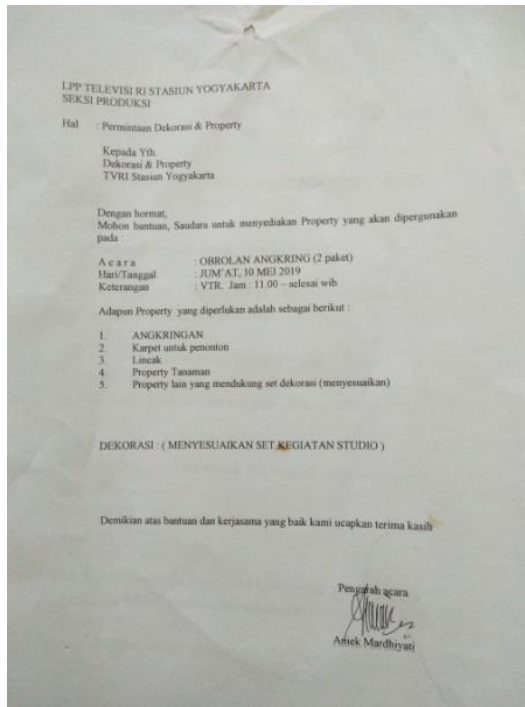 LPP TELEVISI RI STASIUN YOGYAKARTA
SEKSI PRODUKSI
Hal : Permintaan Dekorasi & Property
Kepada Yth.
Dekorasi & Property
TVRI Stasiun Yogyakarta
Dengan hormat,
Mohon bantuan, Saudara untuk menyediakan Property yang akan dipergunakan
pada :
A c a r a : OBROLAN ANGKRING (2 paket)
Hari/Tanggal : JUM'AT, 10 MEI 2019
Keterangan : VTR. Jam : 11.00 – selesai wib
Adapun Property yang diperlukan adalah sebagai berikut :
1. ANGKRINGAN
2. Karpet untuk penonton
3. Lincak
4. Property Tanaman
5. Property lain yang mendukung set dekorasi (menyesuaikan)
DEKORASI : ( MENYESUAIKAN SET KEGIATAN STUDIO )
Demikian atas bantuan dan kerjasama yang baik kami ucapkan terima kasih
Pengarah acara
Aniek Mardhiyati